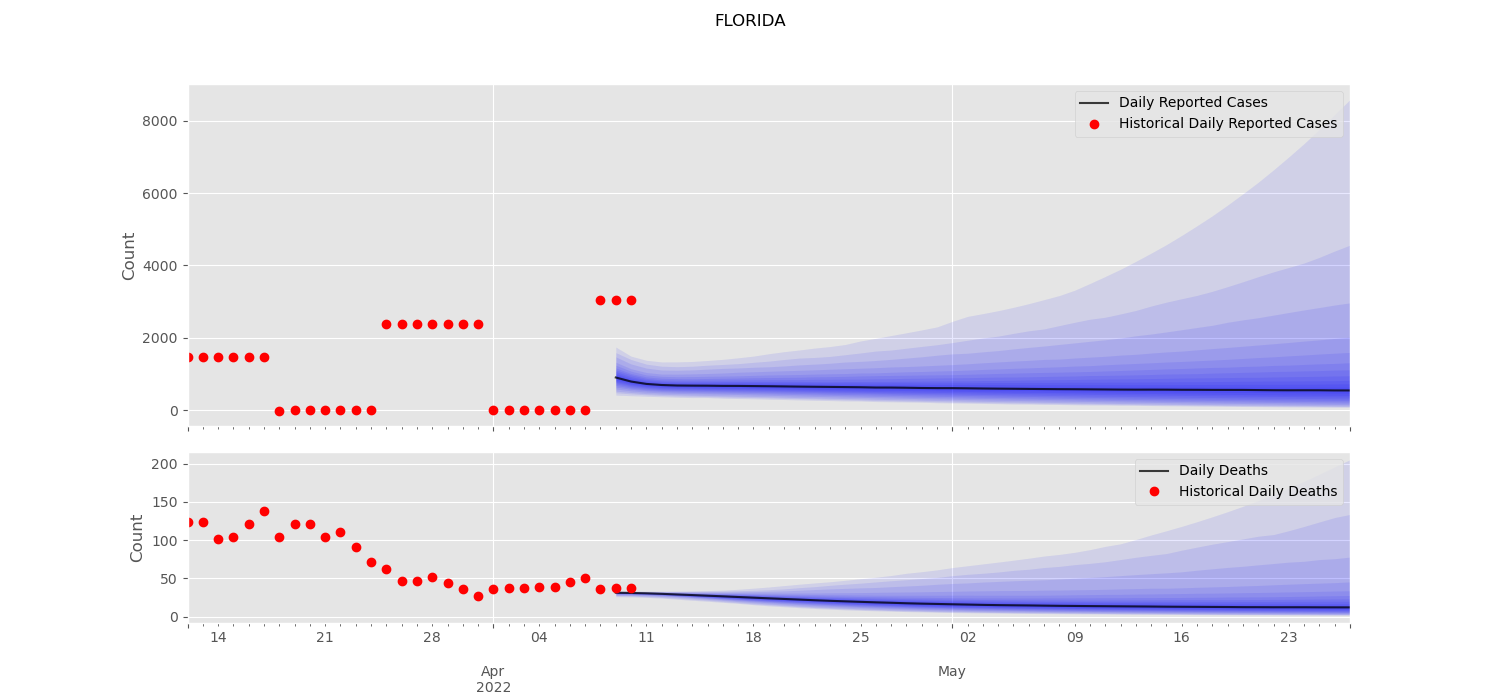 FLORIDA
Daily Reported Cases
Historical Daily Reported Cases
8000
6000
4000
2000
0
Count
Daily Deaths
Historical Daily Deaths
200
150
100
50
0
Count
14 21 28 04 11 18 25 02 09 16 23
Apr May
2022